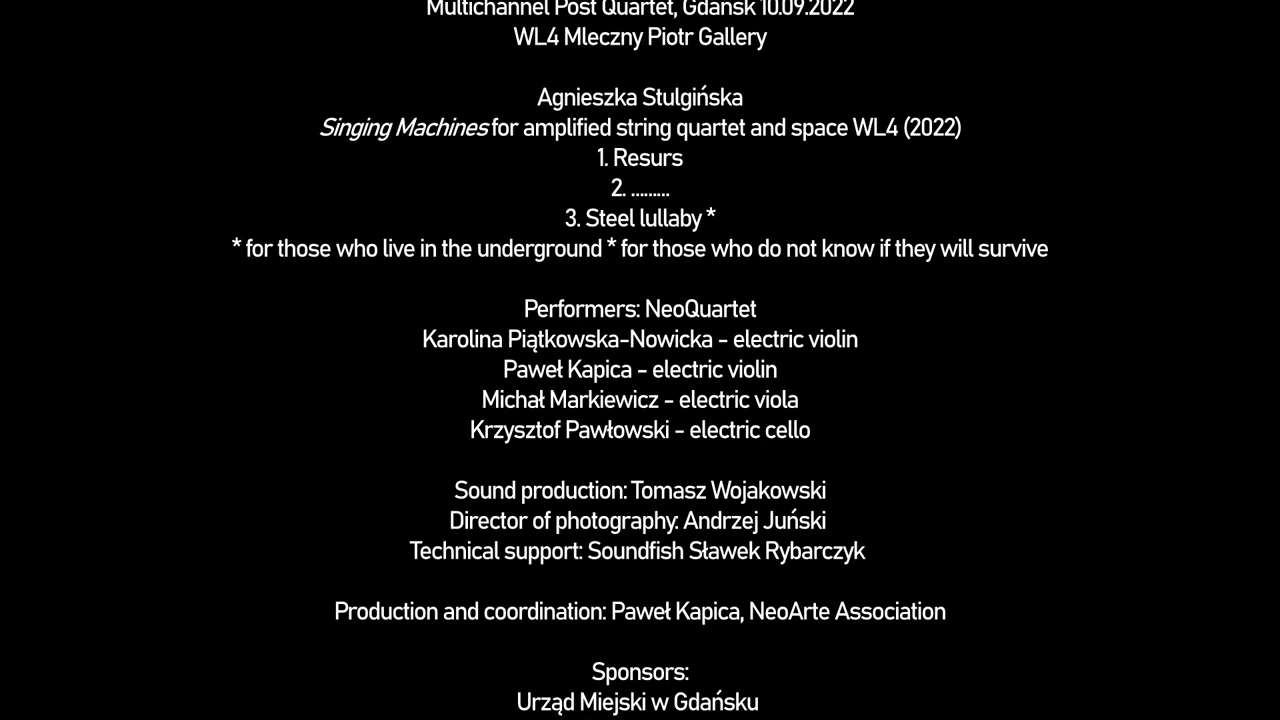 Multichannel Post Quartet, Gdańsk 10.09.2022
WL4 Mleczny Piotr Gallery
Agnieszka Stulgińska
Singing Machines for amplified string quartet and space WL4 (2022)
1. Resurs
2. .........
3. Steel lullaby *
* for those who live in the underground * for those who do not know if they will survive
Performers: NeoQuartet
Karolina Piątkowska-Nowicka - electric violin
Paweł Kapica - electric violin
Michał Markiewicz - electric viola
Krzysztof Pawłowski - electric cello
Sound production: Tomasz Wojakowski
Director of photography: Andrzej Juński
Technical support: Soundfish Sławek Rybarczyk
Production and coordination: Paweł Kapica, NeoArte Association
Sponsors:
Urząd Miejski w Gdańsku